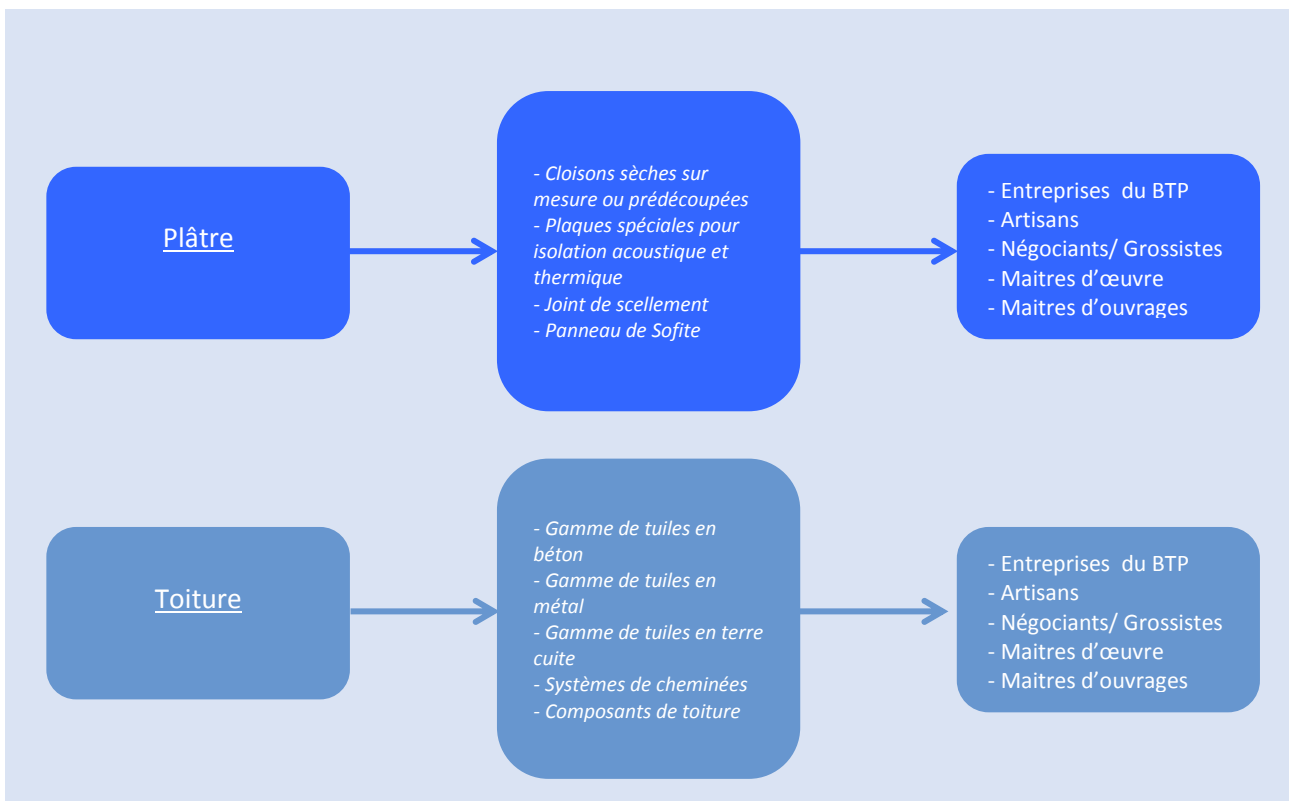 Plâtre
- Cloisons sèches sur
mesure ou prédécoupées
- Plaques spéciales pour
isolation acoustique et
thermique
- Joint de scellement
- Panneau de Sofite
- Entreprises du BTP
- Artisans
- Négociants/ Grossistes
- Maitres d’œuvre
- Maitres d’ouvrages
Toiture
- Gamme de tuiles en
béton
- Gamme de tuiles en
métal
- Gamme de tuiles en terre
cuite
- Systèmes de cheminées
- Composants de toiture
- Entreprises du BTP
- Artisans
- Négociants/ Grossistes
- Maitres d’œuvre
- Maitres d’ouvrages